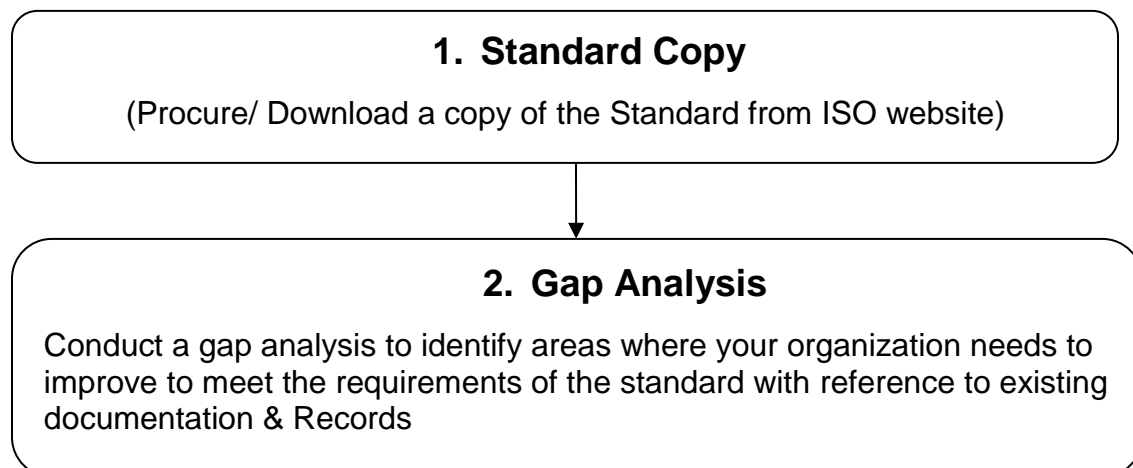 1. Standard Copy
(Procure/ Download a copy of the Standard from ISO website)
2. Gap Analysis
Conduct a gap analysis to identify areas where your organization needs to
improve to meet the requirements of the standard with reference to existing
documentation & Records